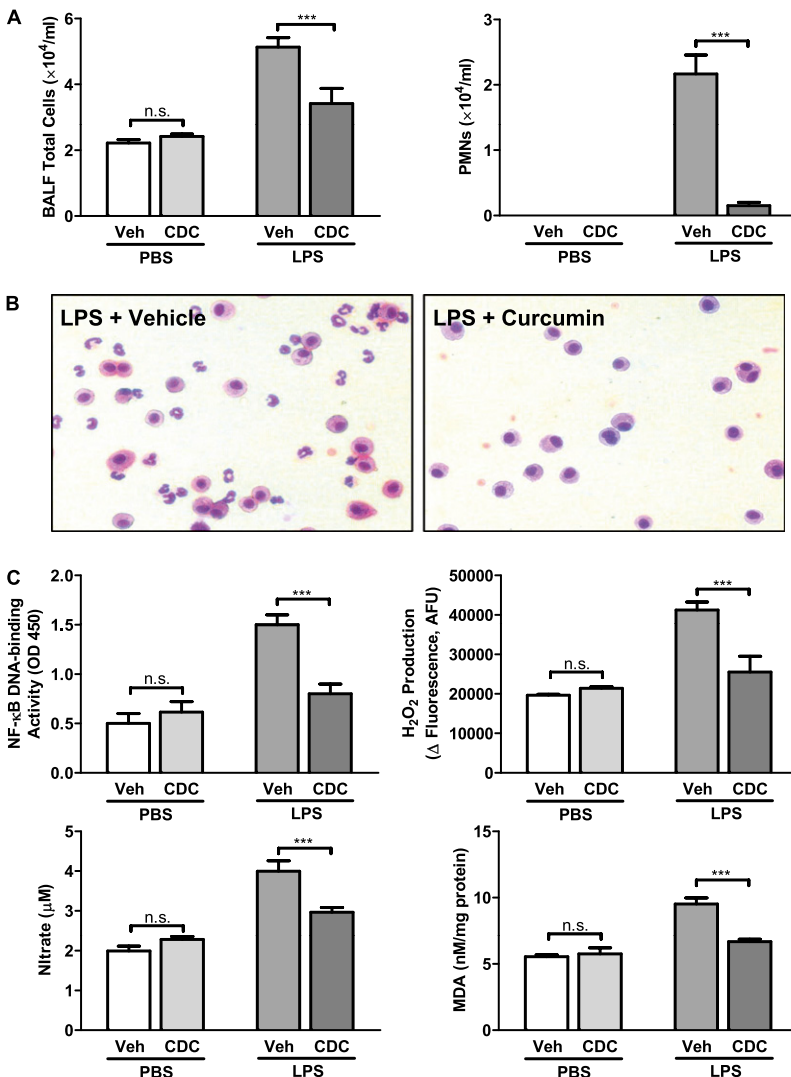 A
BALF Total Cells (×10⁴/ml)
6
4
2
0
n.s.
***
Veh CDC Veh CDC
PBS LPS
PMNs (×10⁴/ml)
3
2
1
0
***
Veh CDC Veh CDC
PBS LPS
B
LPS + Vehicle
LPS + Curcumin
C
NF-κB DNA-binding
Activity (OD 450)
2.0
1.5
1.0
0.5
0.0
n.s.
***
Veh CDC Veh CDC
PBS LPS
H₂O₂ Production
(Δ Fluorescence, AFU)
50000
40000
30000
20000
10000
0
n.s.
***
Veh CDC Veh CDC
PBS LPS
NItrate (μM)
5
4
3
2
1
0
n.s.
***
Veh CDC Veh CDC
PBS LPS
MDA (nM/mg protein)
15
10
5
0
n.s.
***
Veh CDC Veh CDC
PBS LPS